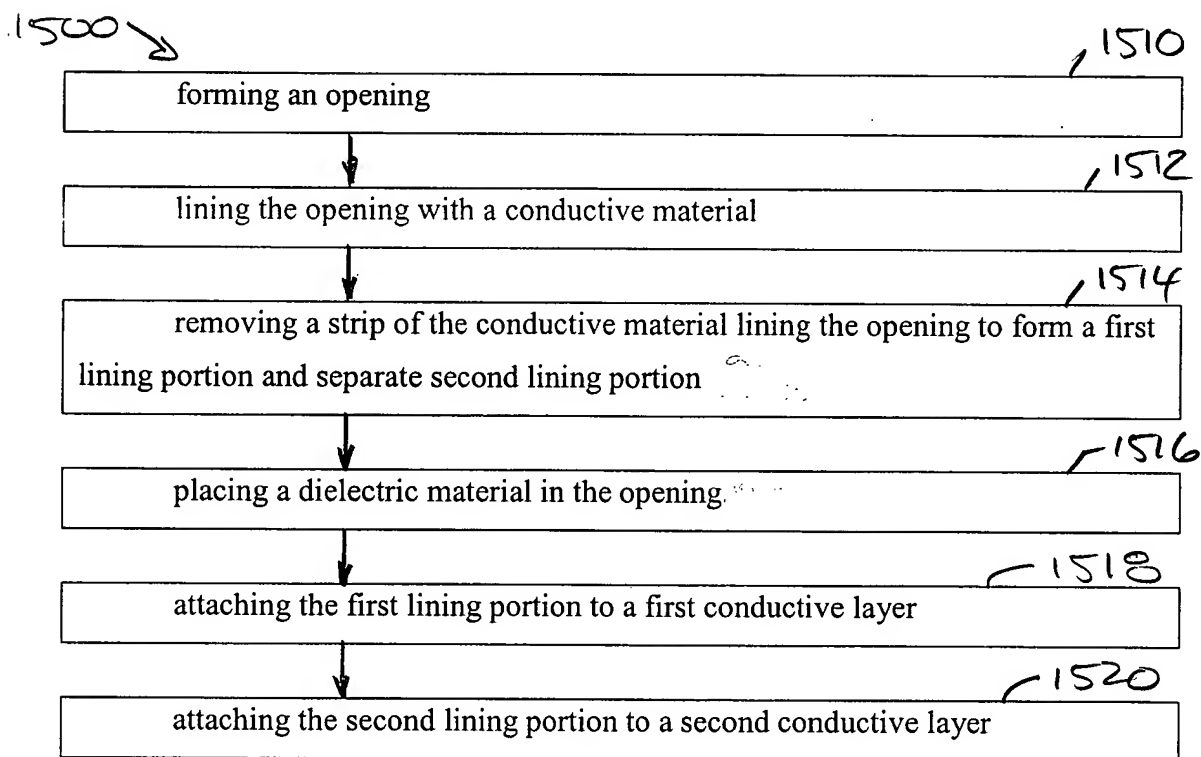 1500
1510
forming an opening
1512
lining the opening with a conductive material
1514
removing a strip of the conductive material lining the opening to form a first
lining portion and separate second lining portion
1516
placing a dielectric material in the opening.
1518
attaching the first lining portion to a first conductive layer
1520
attaching the second lining portion to a second conductive layer